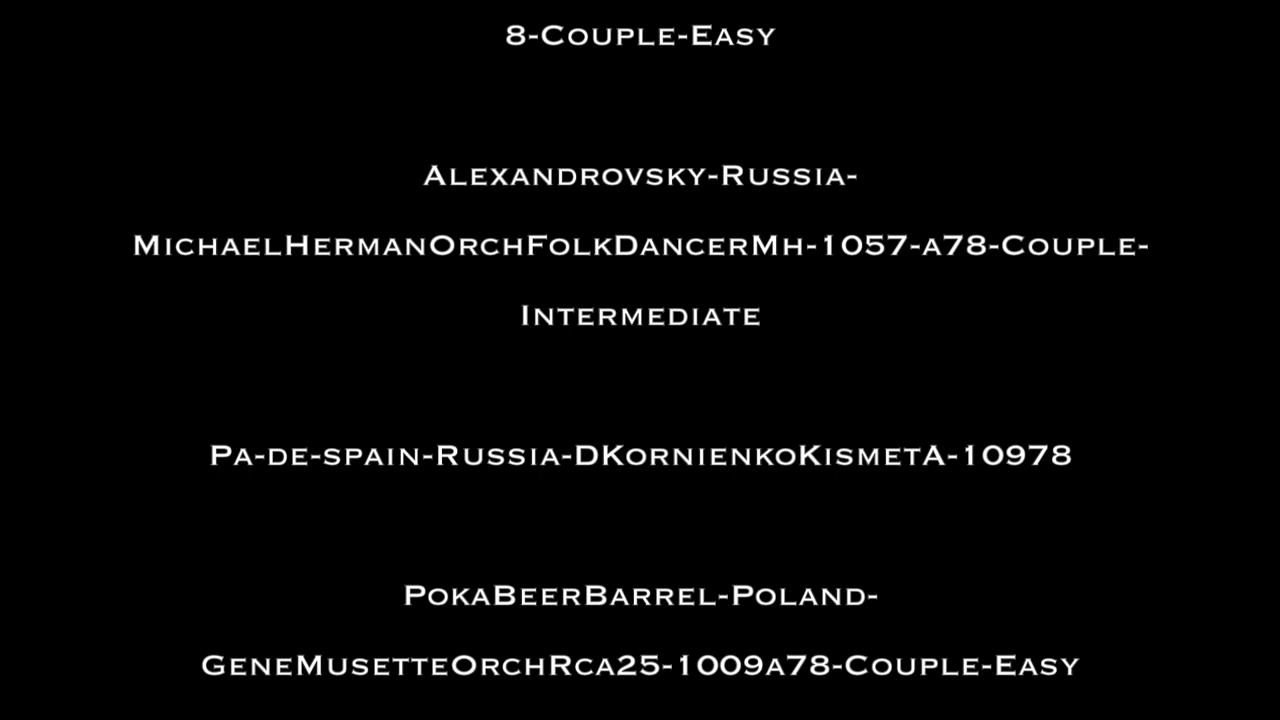 8-Couple-Easy
Alexandrovsky-Russia-
MichaelHermanOrchFolkDancerMh-1057-a78-Couple-
Intermediate
Pa-de-spain-Russia-DKornienkoKismetA-10978
PokaBeerBarrel-Poland-
GeneMusetteOrchRca25-1009a78-Couple-Easy